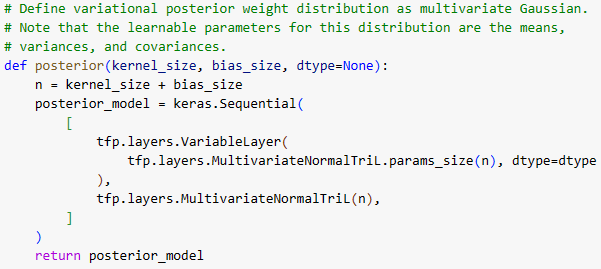 # Define variational posterior weight distribution as multivariate Gaussian.
# Note that the learnable parameters for this distribution are the means,
# variances, and covariances.
def posterior(kernel_size, bias_size, dtype=None):
    n = kernel_size + bias_size
    posterior_model = keras.Sequential(
        [
            tfp.layers.VariableLayer(
                tfp.layers.MultivariateNormalTriL.params_size(n), dtype=dtype
            ),
            tfp.layers.MultivariateNormalTriL(n),
        ]
    )
    return posterior_model